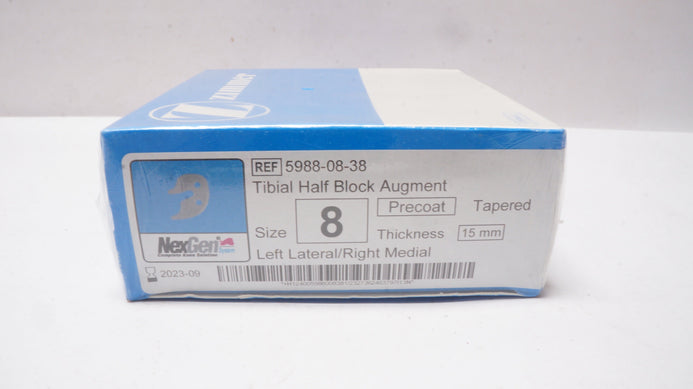 Zimmer
Z
REF 5988-08-38
Tibial Half Block Augment
Size 8 Precoat Tapered
Thickness 15 mm
Left Lateral/Right Medial
NexGen
Complete Knee Solution
2023-09